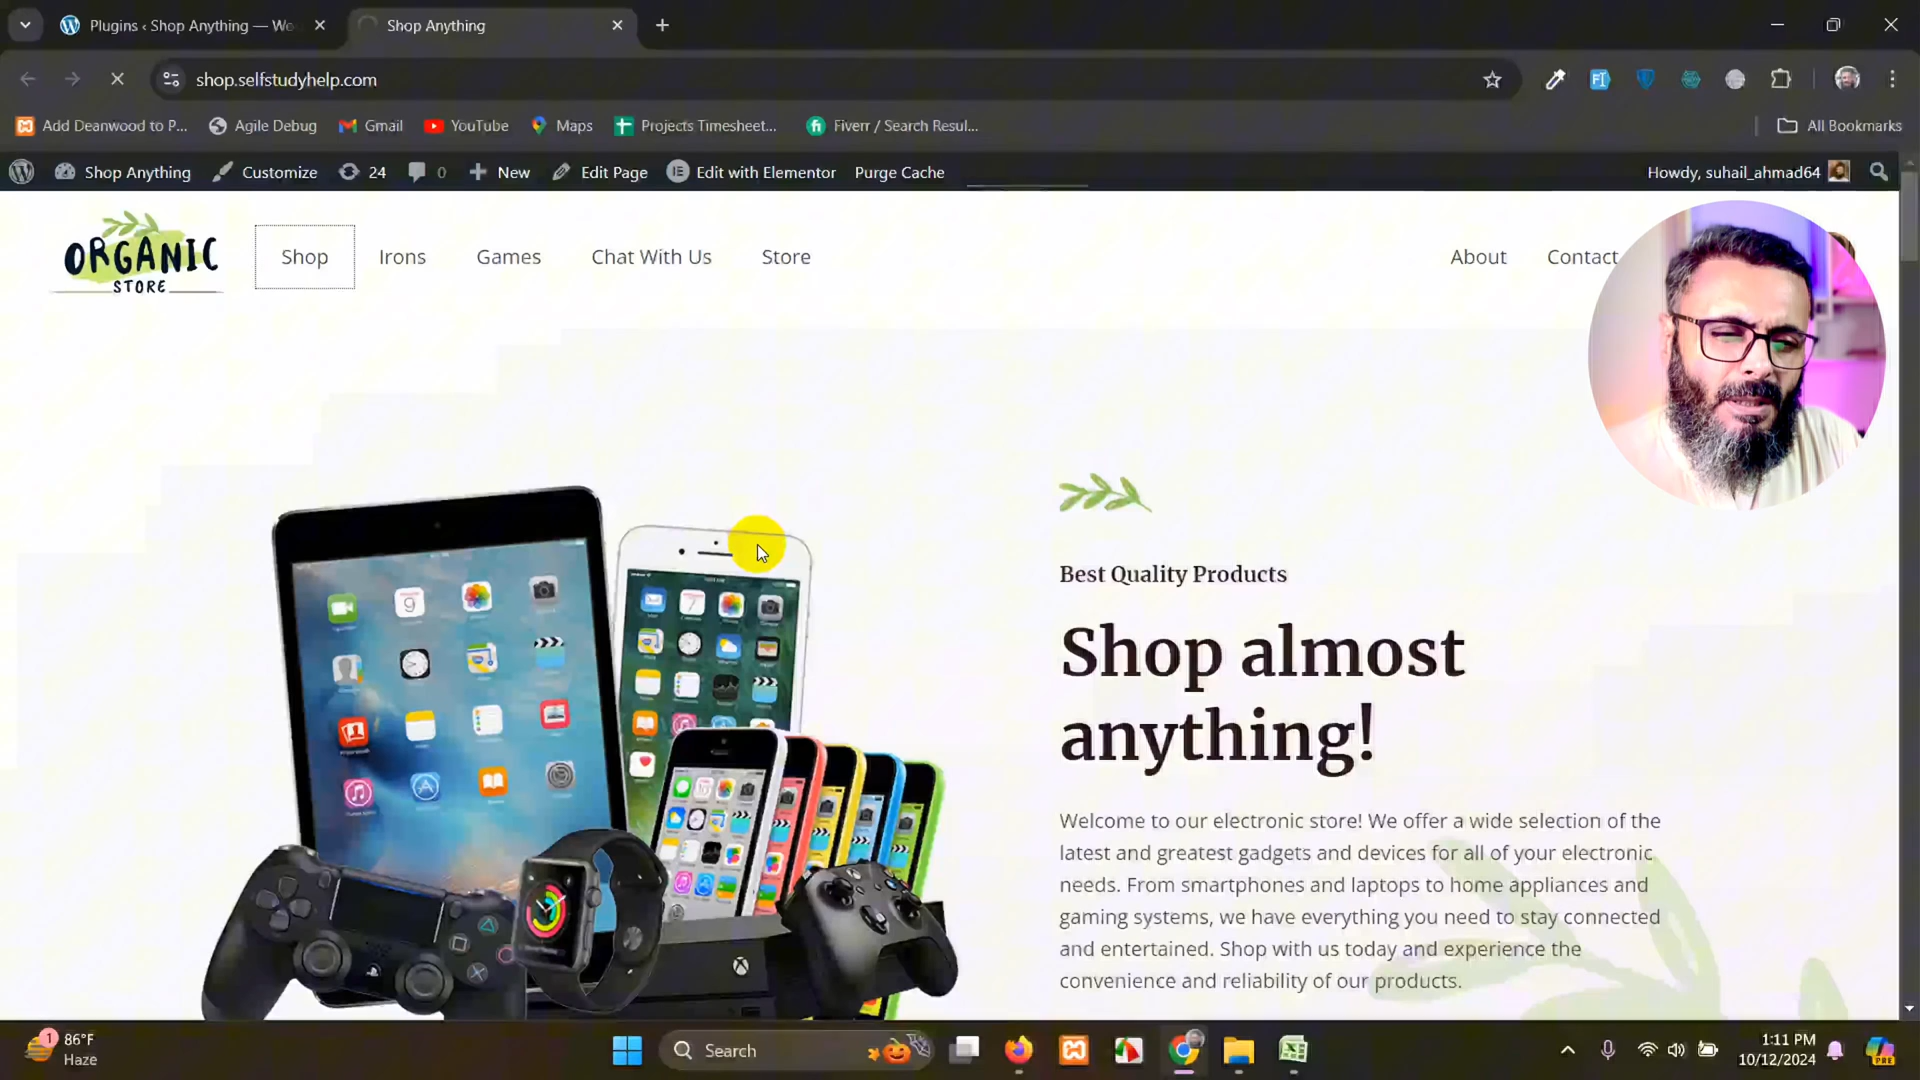 Plugins ‹ Shop Anything — Wo
Shop Anything
shop.selfstudyhelp.com
Add Deanwood to P... Agile Debug Gmail YouTube Maps Projects Timesheet... Fiverr / Search Resul... All Bookmarks
Shop Anything Customize 24 0 New Edit Page Edit with Elementor Purge Cache Howdy, suhail_ahmad64
ORGANIC
STORE
Shop Irons Games Chat With Us Store About Contact
Best Quality Products
Shop almost
anything!
Welcome to our electronic store! We offer a wide selection of the
latest and greatest gadgets and devices for all of your electronic
needs. From smartphones and laptops to home appliances and
gaming systems, we have everything you need to stay connected
and entertained. Shop with us today and experience the
convenience and reliability of our products.
1
86°F
Haze
Search
1:11 PM
10/12/2024